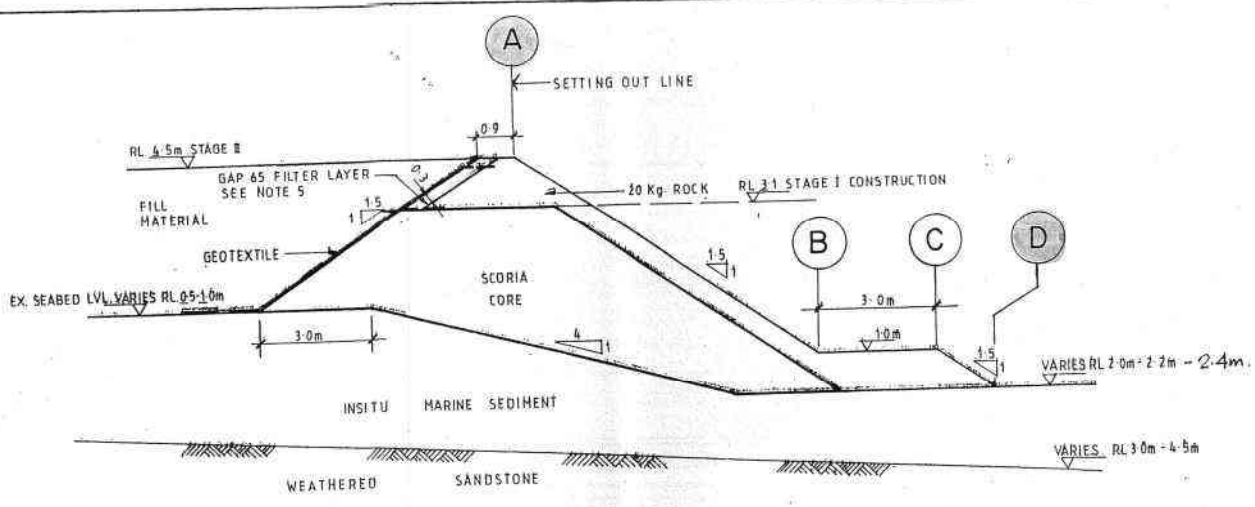 A
SETTING OUT LINE
0·9
RL 4·5m STAGE II
0·3
GAP 65 FILTER LAYER
SEE NOTE 5
20 Kg ROCK
RL 3·1 STAGE I CONSTRUCTION
FILL
MATERIAL
1·5
1
B
C
D
GEOTEXTILE
1·5
1
3·0m
SCORIA
CORE
EX. SEABED LVL. VARIES RL 0·5-1·0m
3·0m
4
1
1·0m
1·5
1
VARIES RL 2·0m - 2·2m - 2.4m.
INSITU MARINE SEDIMENT
VARIES RL 3·0m - 4·5m
WEATHERED SANDSTONE